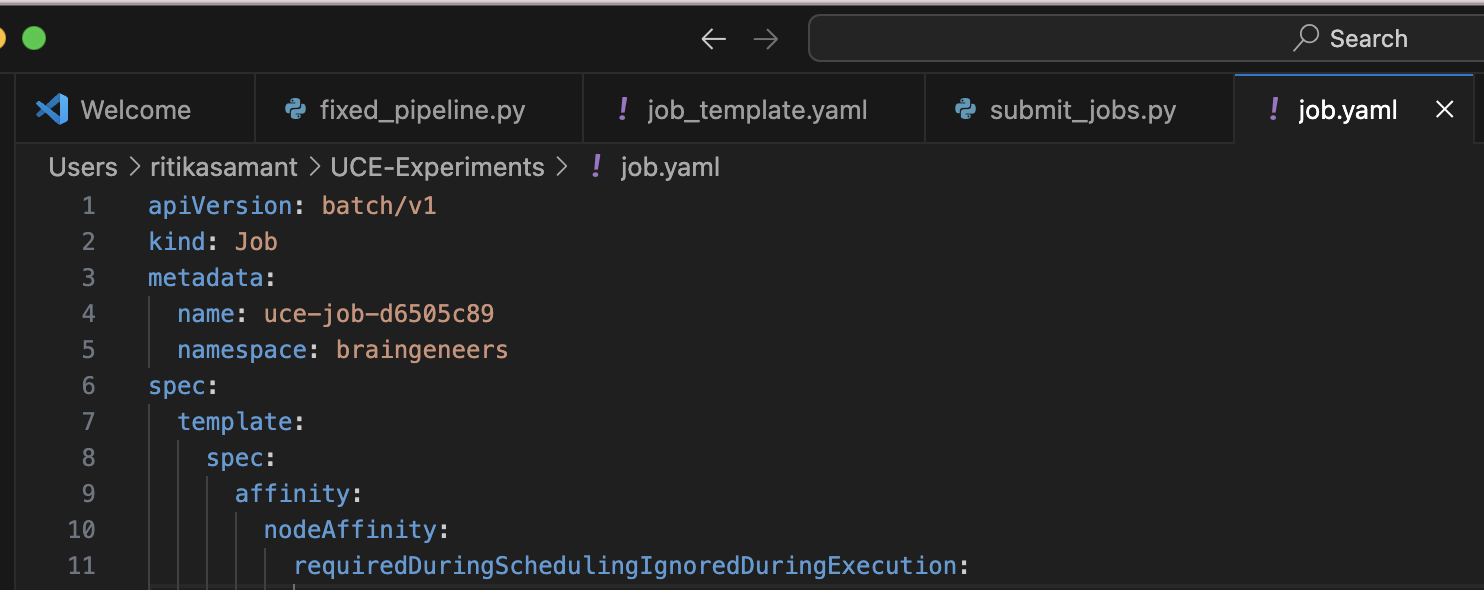 Search
Welcome fixed_pipeline.py ! job_template.yaml submit_jobs.py ! job.yaml
Users > ritikasamant > UCE-Experiments > ! job.yaml
1 apiVersion: batch/v1
2 kind: Job
3 metadata:
4 name: uce-job-d6505c89
5 namespace: braingeneers
6 spec:
7 template:
8 spec:
9 affinity:
10 nodeAffinity:
11 requiredDuringSchedulingIgnoredDuringExecution: